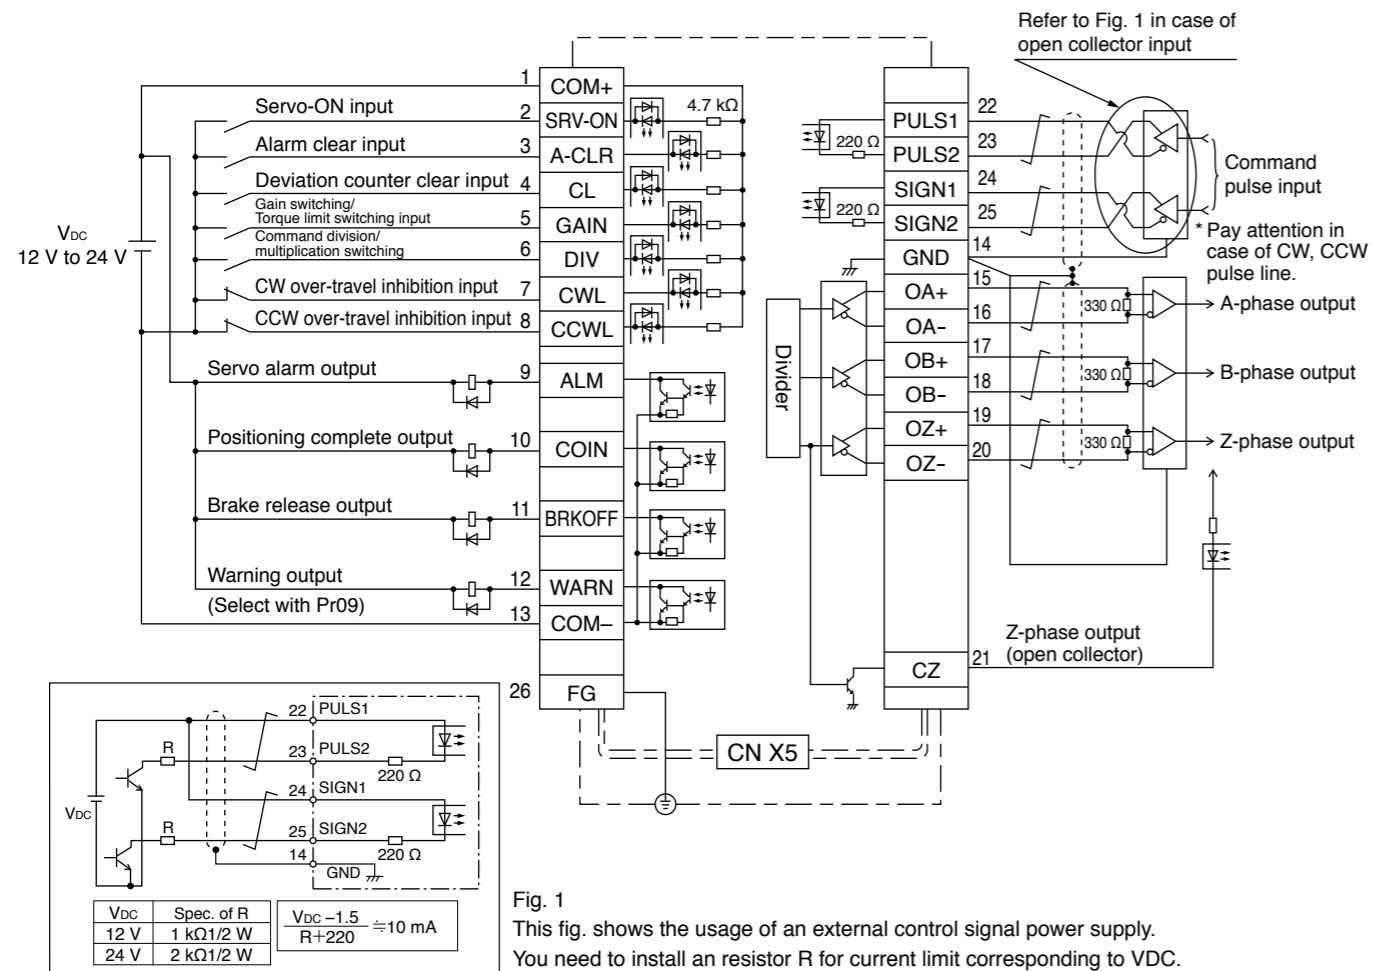 Refer to Fig. 1 in case of
open collector input
1
COM+
Servo-ON input
2
SRV-ON
4.7 kΩ
Alarm clear input
3
A-CLR
Deviation counter clear input
4
CL
Gain switching/
Torque limit switching input
5
GAIN
Command division/
multiplication switching
6
DIV
CW over-travel inhibition input
7
CWL
CCW over-travel inhibition input
8
CCWL
VDC
12 V to 24 V
Servo alarm output
9
ALM
Positioning complete output
10
COIN
Brake release output
11
BRKOFF
Warning output
(Select with Pr09)
12
WARN
13
COM–
26
FG
22
PULS1
220 Ω
23
PULS2
24
SIGN1
220 Ω
25
SIGN2
14
GND
Command
pulse input
* Pay attention in
case of CW, CCW
pulse line.
Divider
15
OA+
16
OA–
330 Ω
A-phase output
17
OB+
18
OB–
330 Ω
B-phase output
19
OZ+
20
OZ–
330 Ω
Z-phase output
Z-phase output
(open collector)
21
CZ
CN X5
22 PULS1
R
23 PULS2
220 Ω
24 SIGN1
VDC
R
25 SIGN2
220 Ω
14
GND
VDC Spec. of R
12 V 1 kΩ1/2 W
24 V 2 kΩ1/2 W
VDC –1.5
R+220
≒10 mA
Fig. 1
This fig. shows the usage of an external control signal power supply.
You need to install an resistor R for current limit corresponding to VDC.